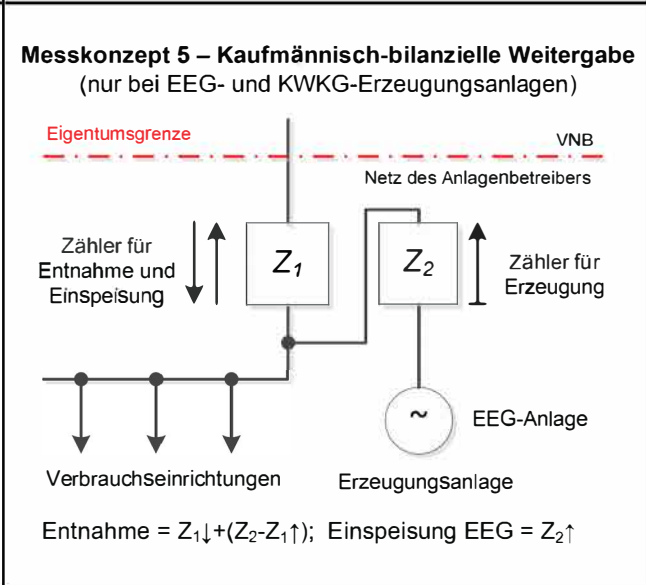 Messkonzept 5 – Kaufmännisch-bilanzielle Weitergabe
(nur bei EEG- und KWKG-Erzeugungsanlagen)
Eigentumsgrenze
VNB
Netz des Anlagenbetreibers
Zähler für
Entnahme und
Einspeisung
Z₁
Z₂
Zähler für
Erzeugung
~
EEG-Anlage
Verbrauchseinrichtungen
Erzeugungsanlage
Entnahme = Z₁↓+(Z₂-Z₁↑); Einspeisung EEG = Z₂↑